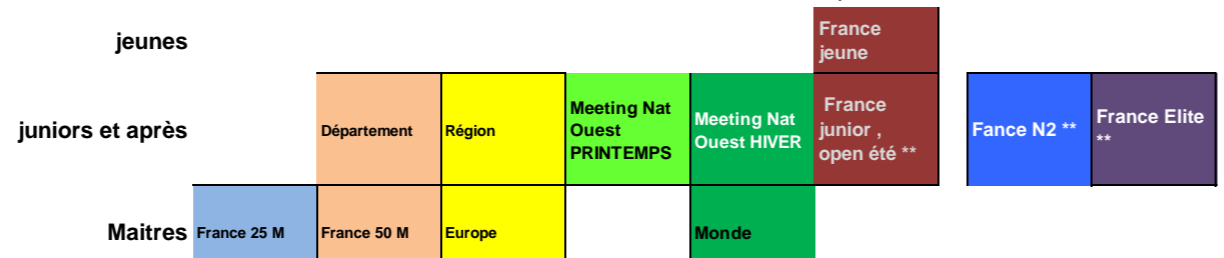 jeunes
France
jeune
juniors et après
Département
Région
Meeting Nat
Ouest
PRINTEMPS
Meeting Nat
Ouest HIVER
France
junior ,
open été **
Fance N2 **
France Elite
**
Maitres
France 25 M
France 50 M
Europe
Monde